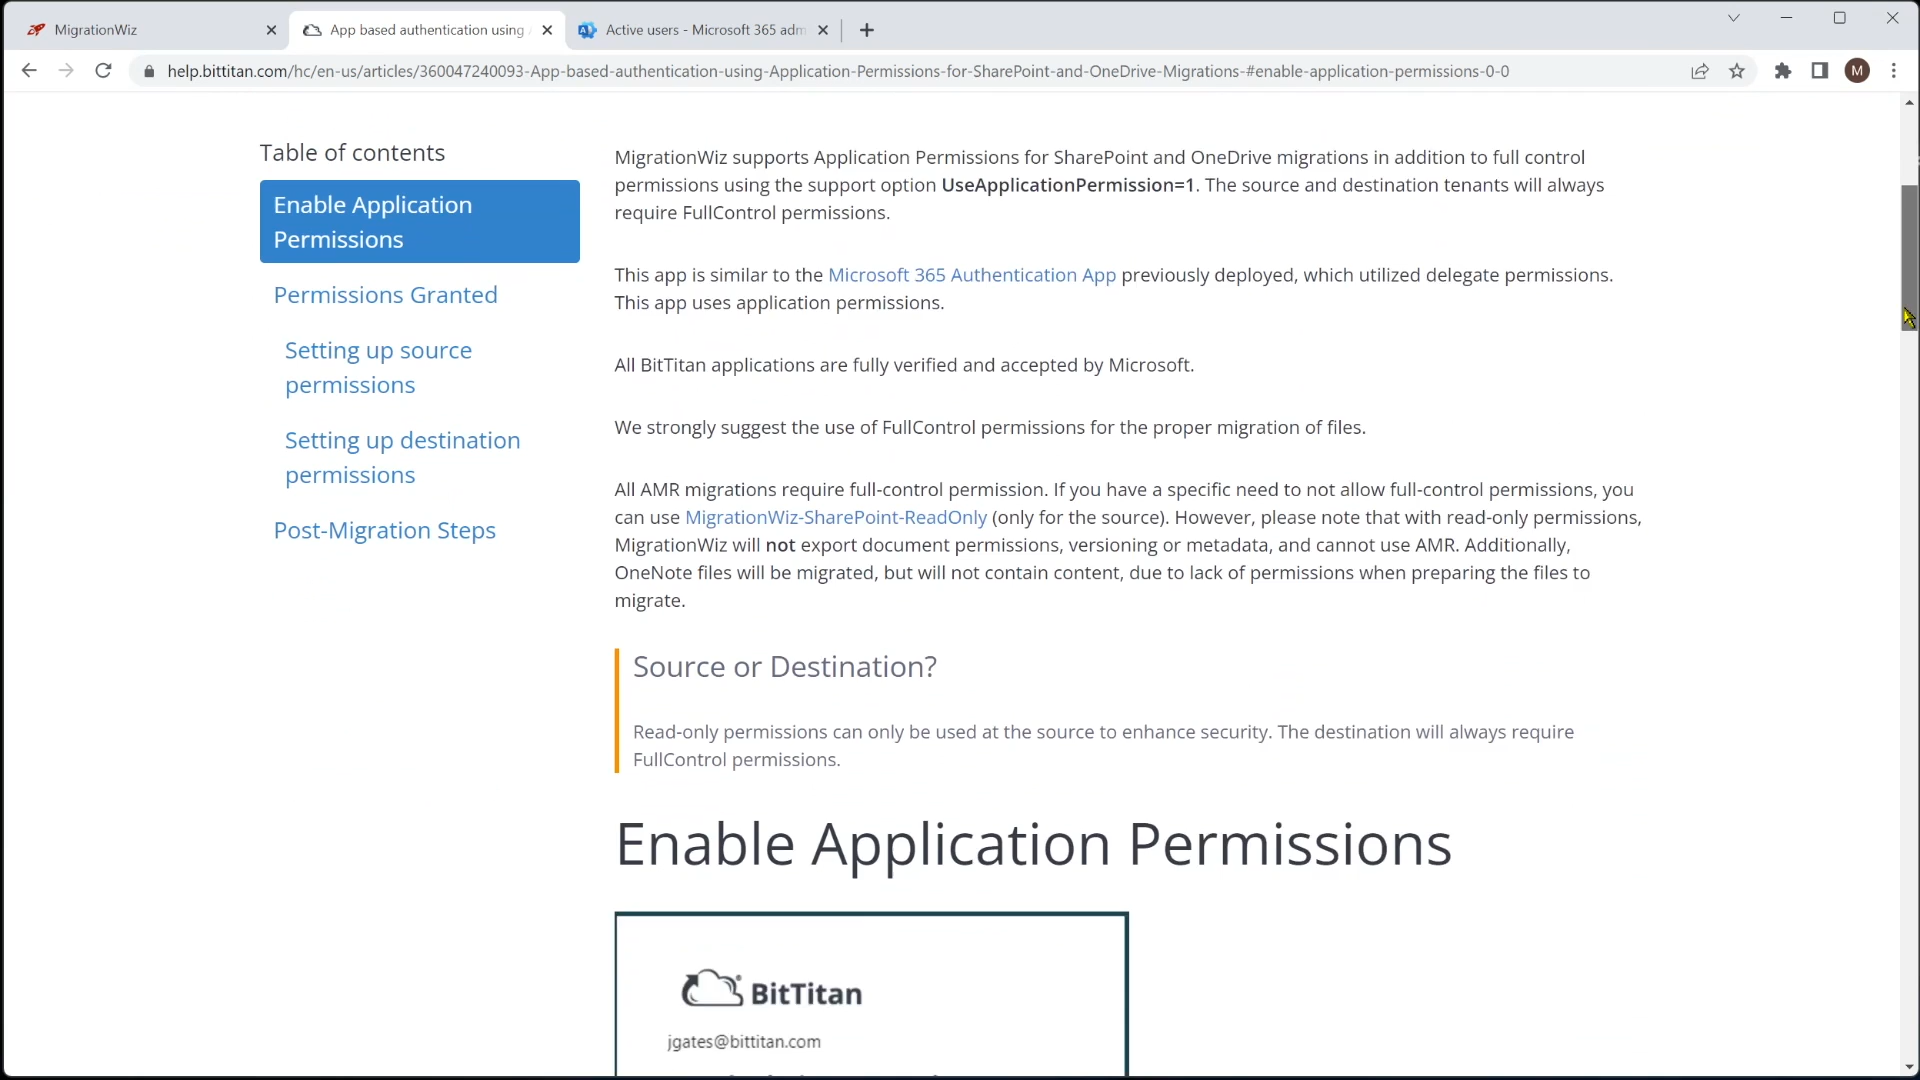 MigrationWiz
App based authentication using
Active users - Microsoft 365 adm
help.bittitan.com/hc/en-us/articles/360047240093-App-based-authentication-using-Application-Permissions-for-SharePoint-and-OneDrive-Migrations-#enable-application-permissions-0-0
M
Table of contents
Enable Application
Permissions
Permissions Granted
Setting up source
permissions
Setting up destination
permissions
Post-Migration Steps
MigrationWiz supports Application Permissions for SharePoint and OneDrive migrations in addition to full control
permissions using the support option UseApplicationPermission=1. The source and destination tenants will always
require FullControl permissions.
This app is similar to the Microsoft 365 Authentication App previously deployed, which utilized delegate permissions.
This app uses application permissions.
All BitTitan applications are fully verified and accepted by Microsoft.
We strongly suggest the use of FullControl permissions for the proper migration of files.
All AMR migrations require full-control permission. If you have a specific need to not allow full-control permissions, you
can use MigrationWiz-SharePoint-ReadOnly (only for the source). However, please note that with read-only permissions,
MigrationWiz will not export document permissions, versioning or metadata, and cannot use AMR. Additionally,
OneNote files will be migrated, but will not contain content, due to lack of permissions when preparing the files to
migrate.
Source or Destination?
Read-only permissions can only be used at the source to enhance security. The destination will always require
FullControl permissions.
Enable Application Permissions
BitTitan
jgates@bittitan.com